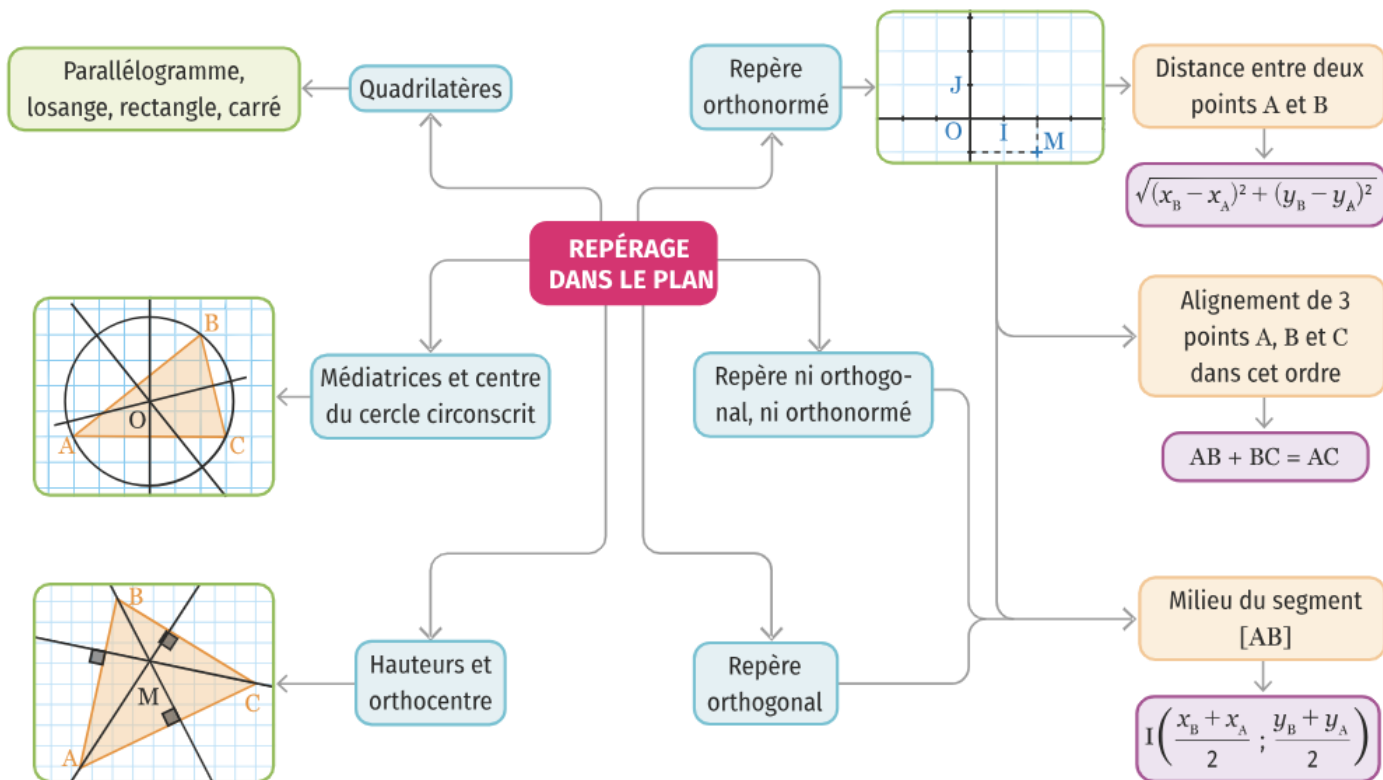 Parallélogramme,
losange, rectangle, carré
Quadrilatères
Repère
orthonormé
J
O
I
M
Distance entre deux
points A et B
√(x_B − x_A)² + (y_B − y_A)²
REPÉRAGE
DANS LE PLAN
B
O
A
C
Médiatrices et centre
du cercle circonscrit
Repère ni orthogo-
nal, ni orthonormé
Alignement de 3
points A, B et C
dans cet ordre
AB + BC = AC
B
M
C
A
Hauteurs et
orthocentre
Repère
orthogonal
Milieu du segment
[AB]
I((x_B + x_A)/2 ; (y_B + y_A)/2)